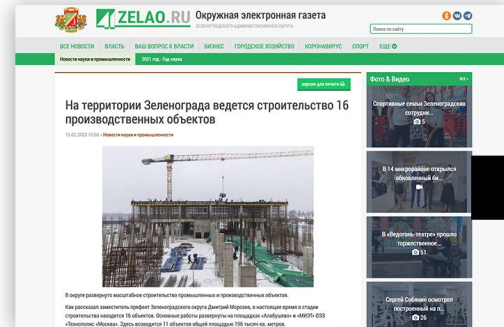 ZELAO.RU
Окружная электронная газета
ЗЕЛЕНОГРАДСКОГО АДМИНИСТРАТИВНОГО ОКРУГА
Поиск по сайту
ВСЕ НОВОСТИ ВЛАСТЬ ВАШ ВОПРОС К ВЛАСТИ БИЗНЕС ГОРОДСКОЕ ХОЗЯЙСТВО КОРОНАВИРУС СПОРТ ЕЩЕ
Новости науки и промышленности 2021 год - Год науки
версия для печати
На территории Зеленограда ведется строительство 16
производственных объектов
Новости науки и промышленности
В округе развернуто масштабное строительство промышленных и производственных объектов.
Как рассказал заместитель префекта Зеленоградского округа Дмитрий Морозов, в настоящее время в стадии
строительства находятся 16 объектов. Основные работы развернуты на площадках «Алабушево» и «МИЭТ» ОЭЗ
«Технополис «Москва». Здесь возводится 11 объектов общей площадью 196 тысяч кв. метров.
Фото & Видео
ВСЕ »
Спортивные семьи Зеленоградских
сотрудни...
5
В 14 микрорайоне открылся
обновленный би...
В «Ведогонь-театре» прошло
торжественное...
51
Сергей Собянин осмотрел
построенный на п...
26